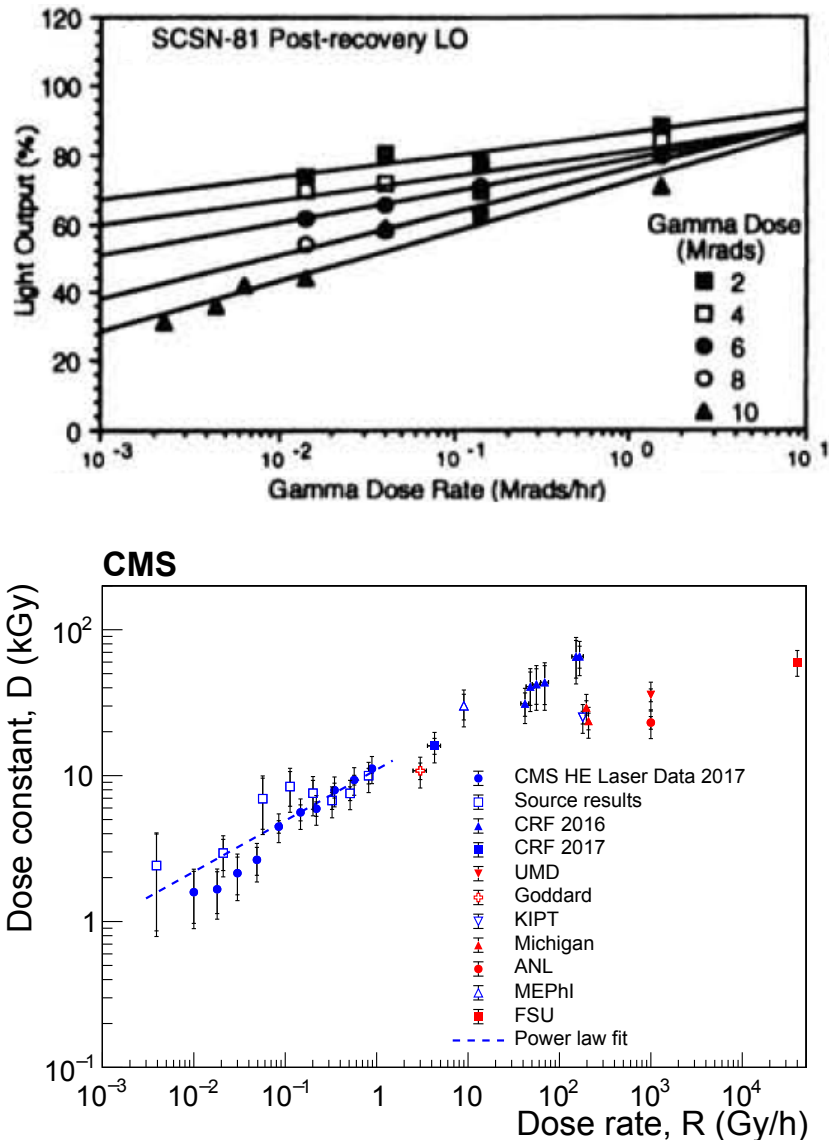 120
SCSN-81 Post-recovery LO
100
80
60
40
20
0
Light Output (%)
Gamma Dose
(Mrads)
2
4
6
8
10
10⁻³
10⁻²
10⁻¹
10⁰
10¹
Gamma Dose Rate (Mrads/hr)
CMS
Dose constant, D (kGy)
10²
10
1
10⁻¹
CMS HE Laser Data 2017
Source results
CRF 2016
CRF 2017
UMD
Goddard
KIPT
Michigan
ANL
MEPhI
FSU
Power law fit
10⁻³
10⁻²
10⁻¹
1
10
10²
10³
10⁴
Dose rate, R (Gy/h)